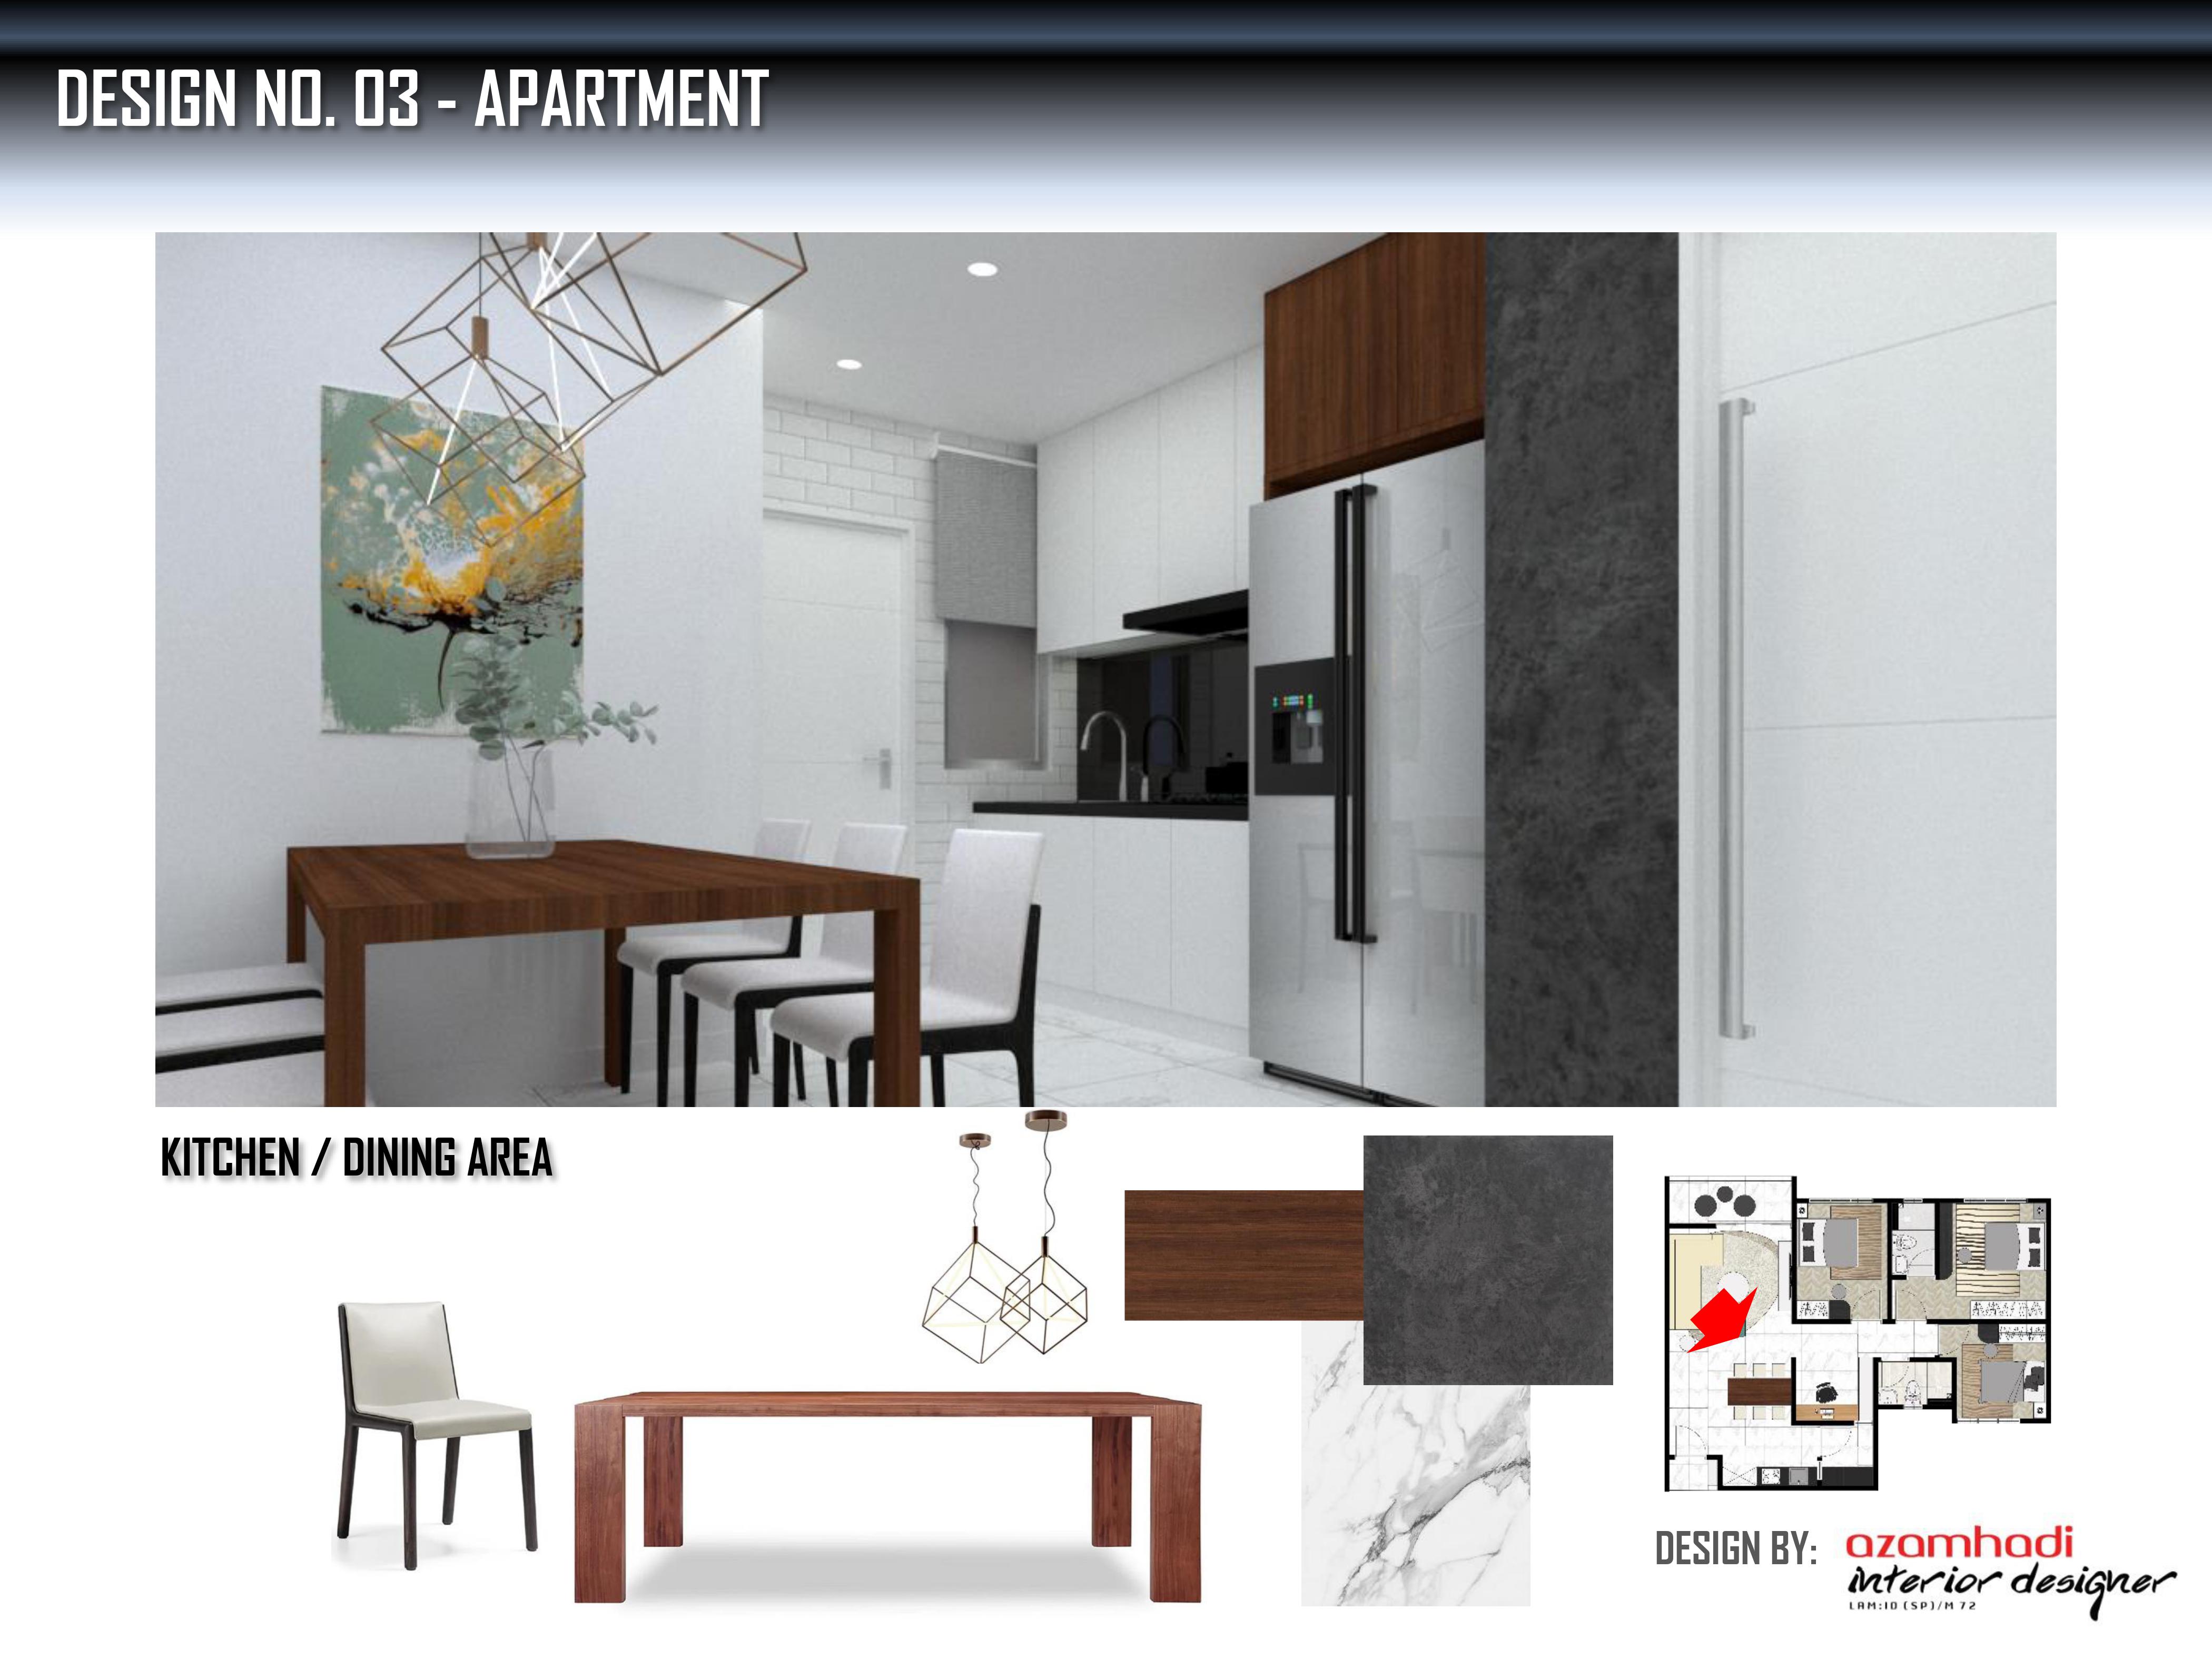 DESIGN NO. 03 - APARTMENT
KITCHEN / DINING AREA
DESIGN BY:
azamhadi
interior designer
LAM:ID (SP)/M 72